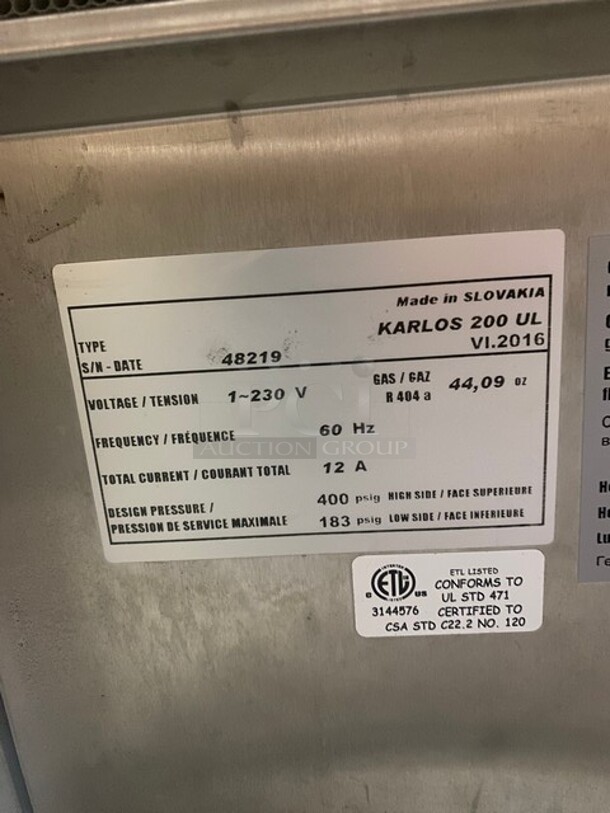 Made in SLOVAKIA
TYPE KARLOS 200 UL
S/N - DATE 48219 VI.2016
VOLTAGE / TENSION 1~230 V GAS / GAZ R 404 a 44,09 oz
FREQUENCY / FRÉQUENCE 60 Hz
TOTAL CURRENT / COURANT TOTAL 12 A
DESIGN PRESSURE / PRESSION DE SERVICE MAXIMALE
400 psig HIGH SIDE / FACE SUPERIEURE
183 psig LOW SIDE / FACE INFERIEURE
PCI
AUCTION GROUP
ETL LISTED
CONFORMS TO
UL STD 471
CERTIFIED TO
CSA STD C22.2 NO. 120
INTERTEK
c ETL us
3144576